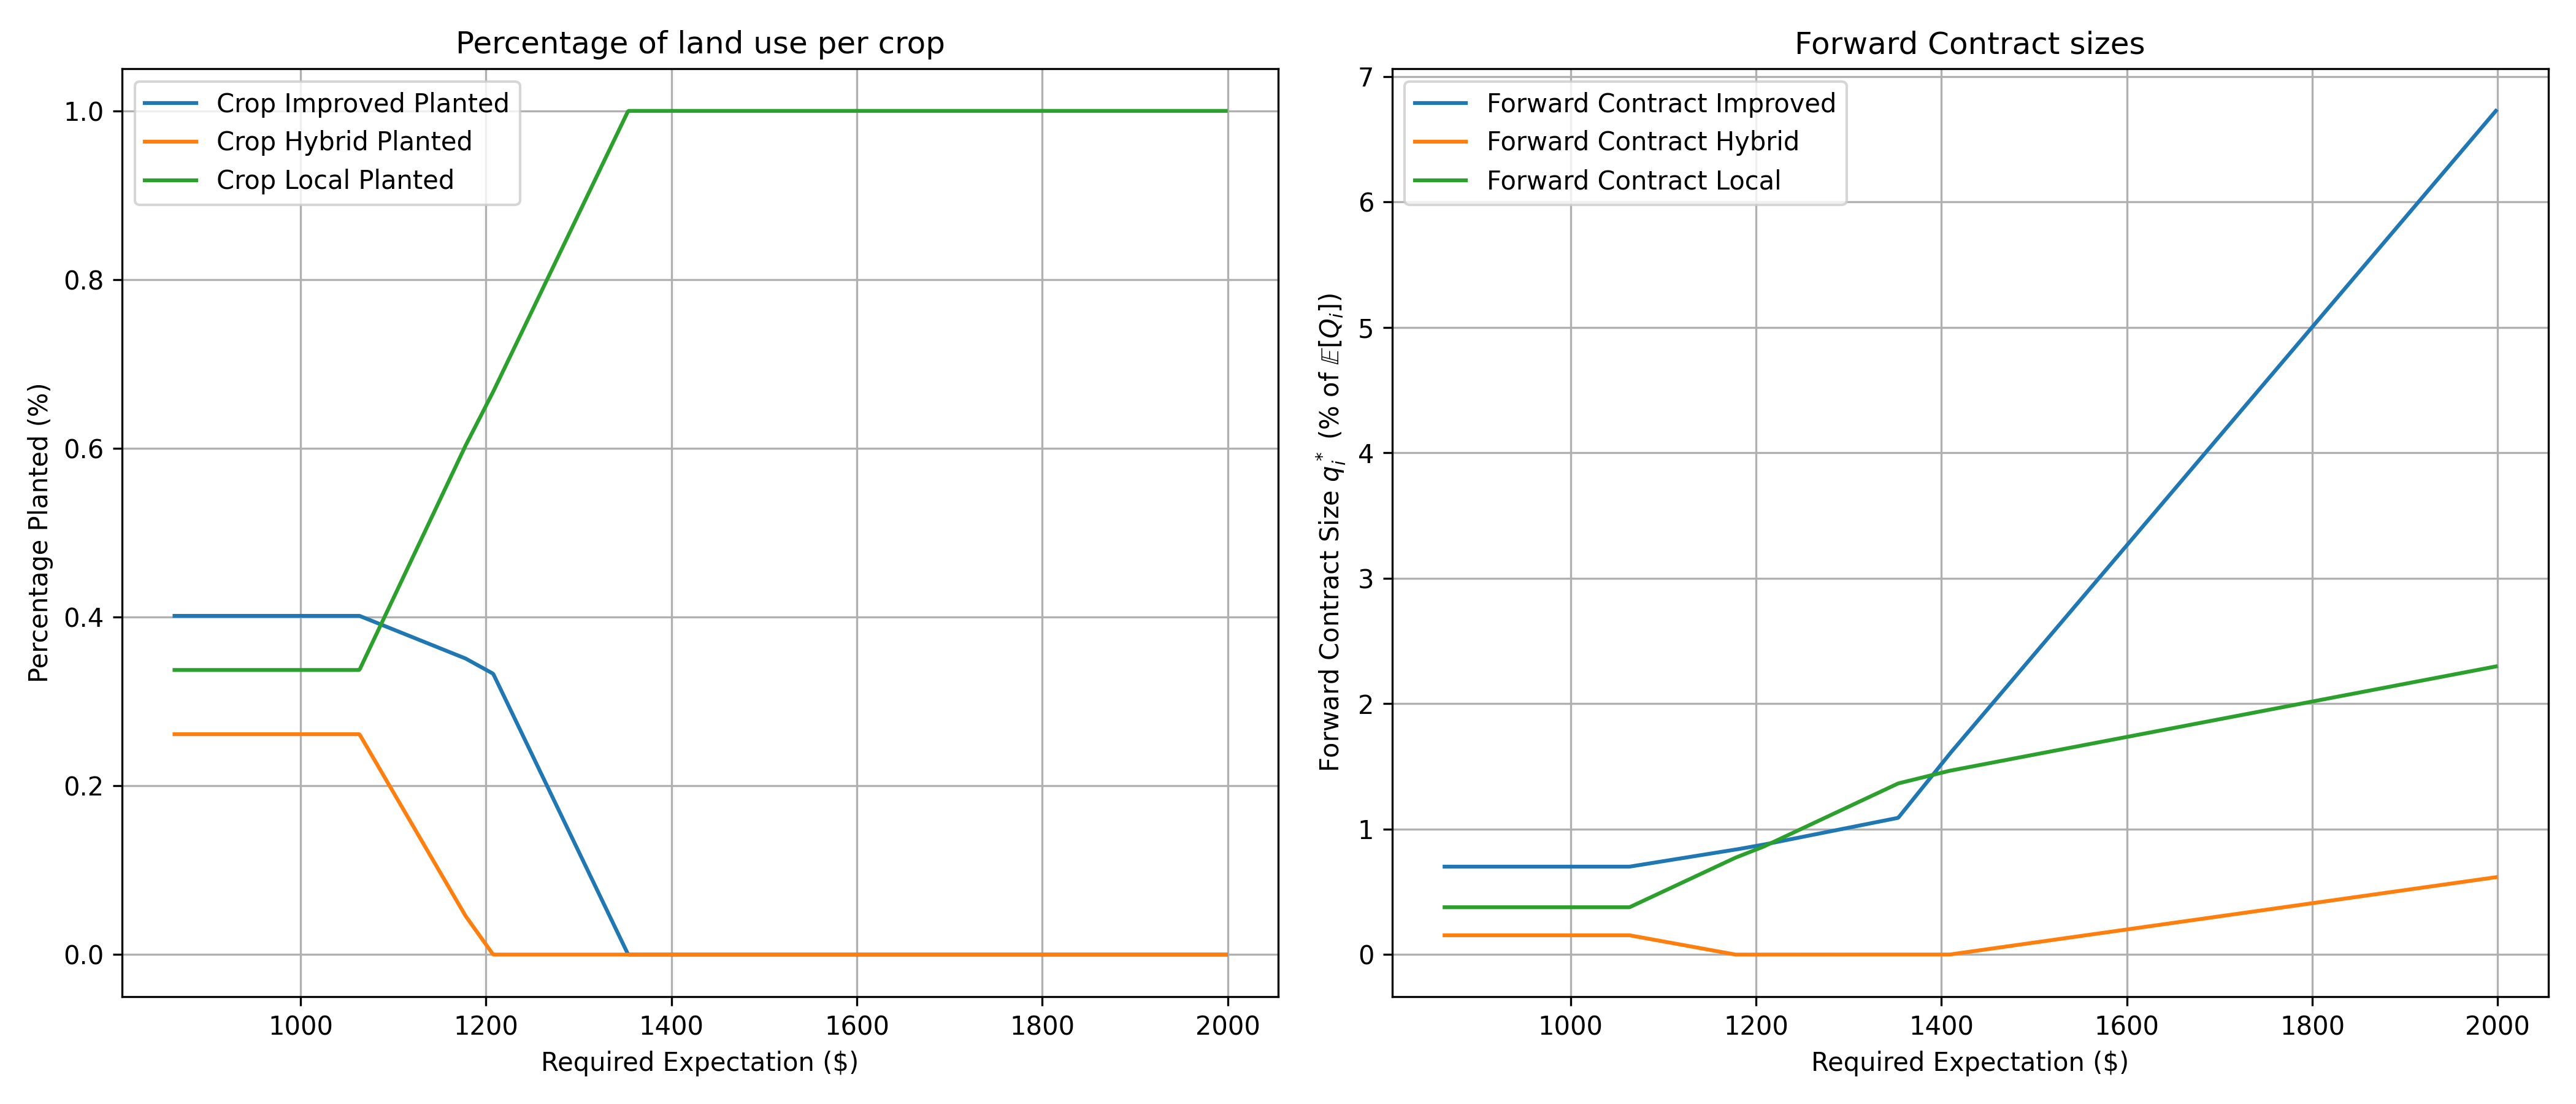 Percentage of land use per crop
Crop Improved Planted
Crop Hybrid Planted
Crop Local Planted
Percentage Planted (%)
1.0
0.8
0.6
0.4
0.2
0.0
1000 1200 1400 1600 1800 2000
Required Expectation ($)
Forward Contract sizes
Forward Contract Improved
Forward Contract Hybrid
Forward Contract Local
Forward Contract Size $q_i^*$ (% of $\mathbb{E}[Q_i]$)
7
6
5
4
3
2
1
0
1000 1200 1400 1600 1800 2000
Required Expectation ($)